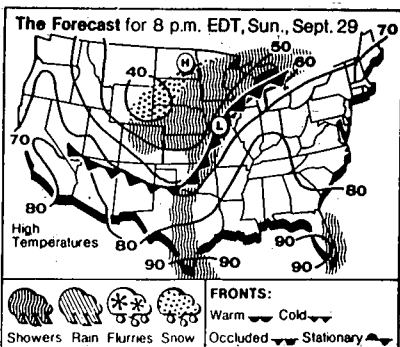 The Forecast for 8 p.m. EDT, Sun., Sept. 29
70
H
50
60
40
L
70
80
80
80
High
Temperatures
90
90
90
90
Showers Rain Flurries Snow
FRONTS:
Warm Cold
Occluded Stationary